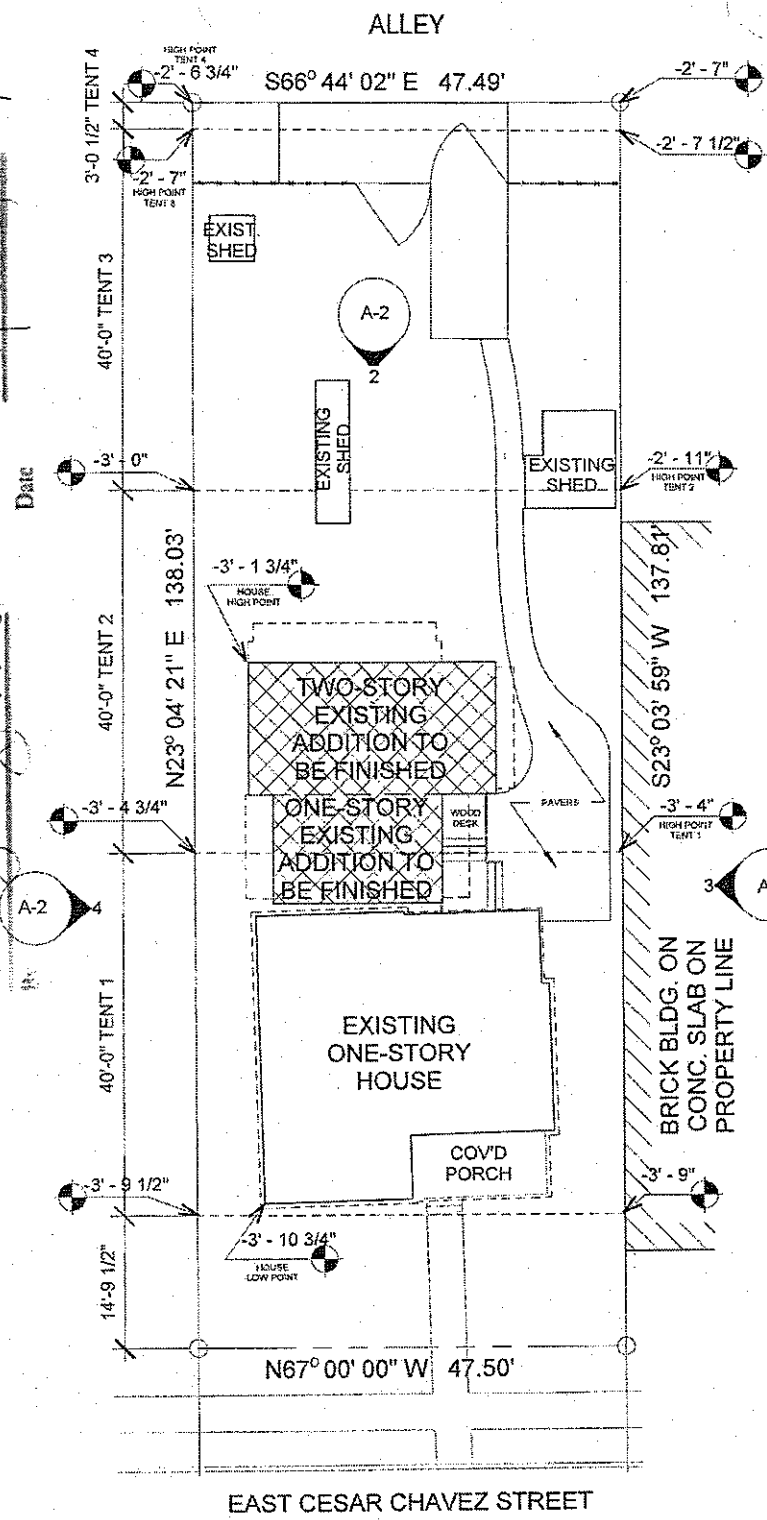 ALLEY
HIGH POINT
TENT 4
-2' - 6 3/4"
S66° 44' 02" E 47.49'
-2' - 7"
3'-0 1/2" TENT 4
-2' - 7"
HIGH POINT
-2' - 7 1/2"
EXIST.
SHED
40'-0" TENT 3
A-2
2
EXISTING
SHED
EXISTING
SHED
-3' - 0"
-2' - 11"
HIGH POINT
TENT 2
Date
N23° 04' 21" E 138.03'
S23° 03' 59" W 137.81'
-3' - 1 3/4"
HOUSE
HIGH POINT
40'-0" TENT 2
TWO-STORY
EXISTING
ADDITION TO
BE FINISHED
ONE-STORY
EXISTING
ADDITION TO
BE FINISHED
WOOD
DESK
PAVERS
-3' - 4 3/4"
-3' - 4"
HIGH POINT
TENT 1
A-2
4
3
A
40'-0" TENT 1
EXISTING
ONE-STORY
HOUSE
COV'D
PORCH
BRICK BLDG. ON
CONC. SLAB ON
PROPERTY LINE
-3' - 9 1/2"
-3' - 9"
-3' - 10 3/4"
HOUSE
LOW POINT
14'-9 1/2"
N67° 00' 00" W 47.50'
EAST CESAR CHAVEZ STREET